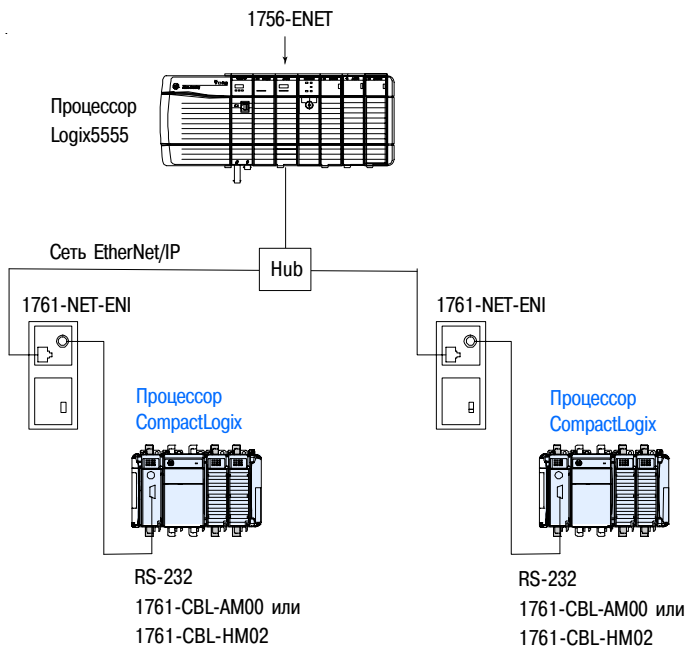 1756-ENET
Процессор
Logix5555
Сеть EtherNet/IP
Hub
1761-NET-ENI
1761-NET-ENI
Процессор
CompactLogix
Процессор
CompactLogix
RS-232
1761-CBL-AM00 или
1761-CBL-HM02
RS-232
1761-CBL-AM00 или
1761-CBL-HM02